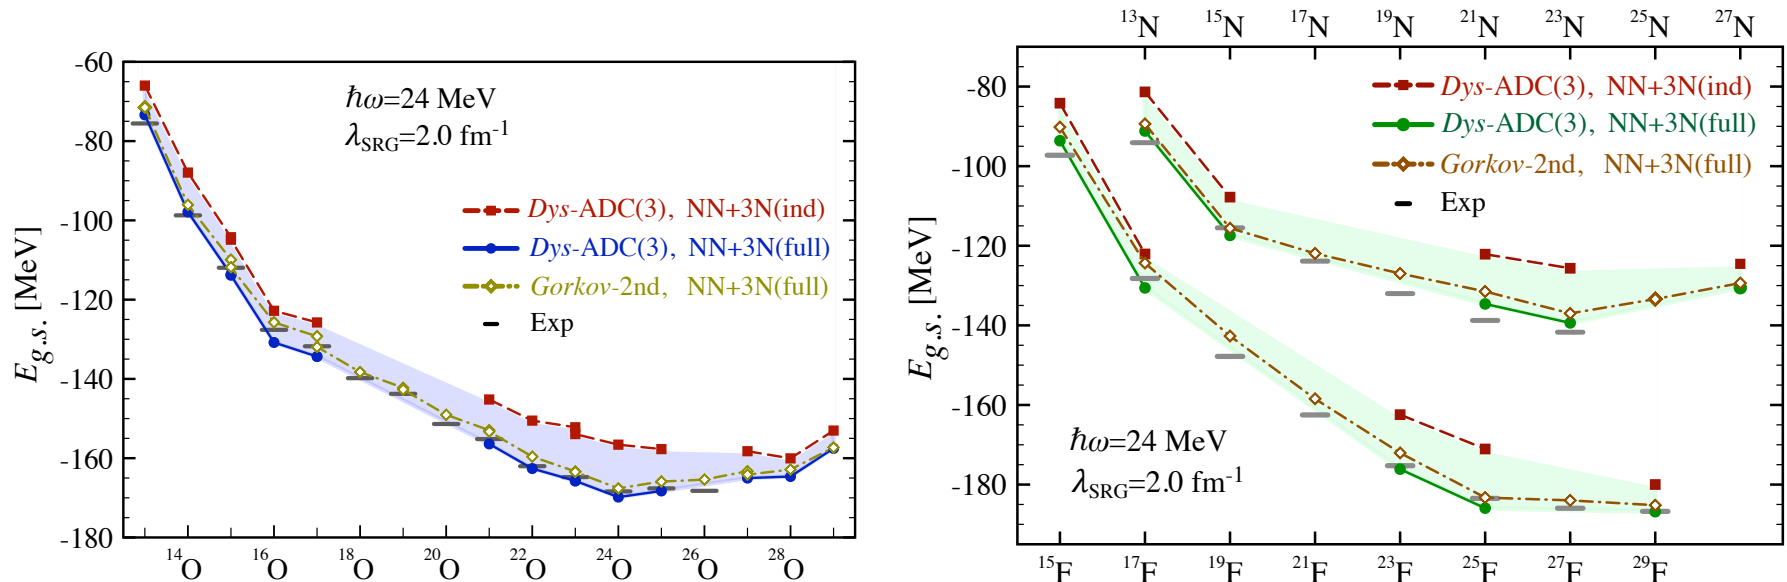 -60
-80
-100
-120
-140
-160
-180
E_g.s. [MeV]
ħω=24 MeV
λ_SRG=2.0 fm⁻¹
Dys-ADC(3), NN+3N(ind)
Dys-ADC(3), NN+3N(full)
Gorkov-2nd, NN+3N(full)
Exp
¹⁴O ¹⁶O ¹⁸O ²⁰O ²²O ²⁴O ²⁶O ²⁸O
¹³N ¹⁵N ¹⁷N ¹⁹N ²¹N ²³N ²⁵N ²⁷N
-80
-100
-120
-140
-160
-180
E_g.s. [MeV]
Dys-ADC(3), NN+3N(ind)
Dys-ADC(3), NN+3N(full)
Gorkov-2nd, NN+3N(full)
Exp
ħω=24 MeV
λ_SRG=2.0 fm⁻¹
¹⁵F ¹⁷F ¹⁹F ²¹F ²³F ²⁵F ²⁷F ²⁹F